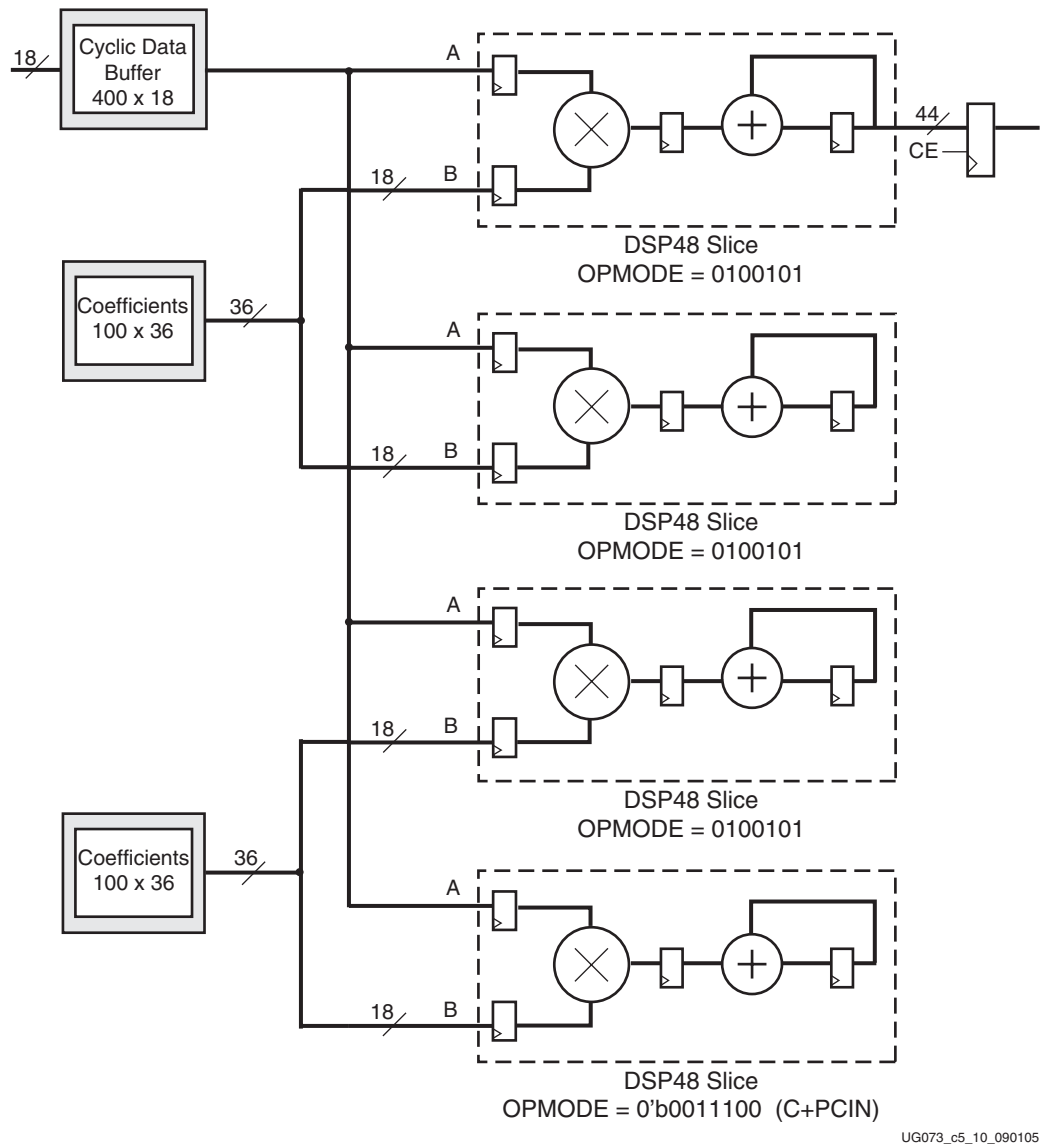 18
Cyclic Data
Buffer
400 x 18
A
18
B
44
CE
DSP48 Slice
OPMODE = 0100101
Coefficients
100 x 36
36
A
18
B
DSP48 Slice
OPMODE = 0100101
A
18
B
DSP48 Slice
OPMODE = 0100101
Coefficients
100 x 36
36
A
18
B
DSP48 Slice
OPMODE = 0'b0011100 (C+PCIN)
UG073_c5_10_090105